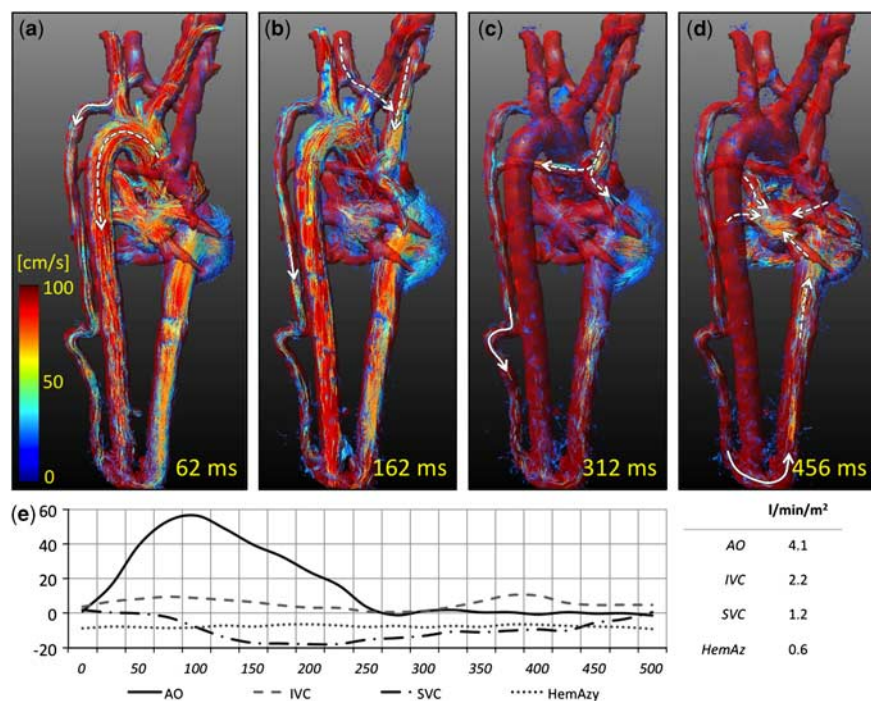 (a) (b) (c) (d)
[cm/s]
100
50
0
62 ms 162 ms 312 ms 456 ms
(e)
60
40
20
0
-20
0 50 100 150 200 250 300 350 400 450 500
AO IVC SVC HemAzy
l/min/m²
AO 4.1
IVC 2.2
SVC 1.2
HemAz 0.6